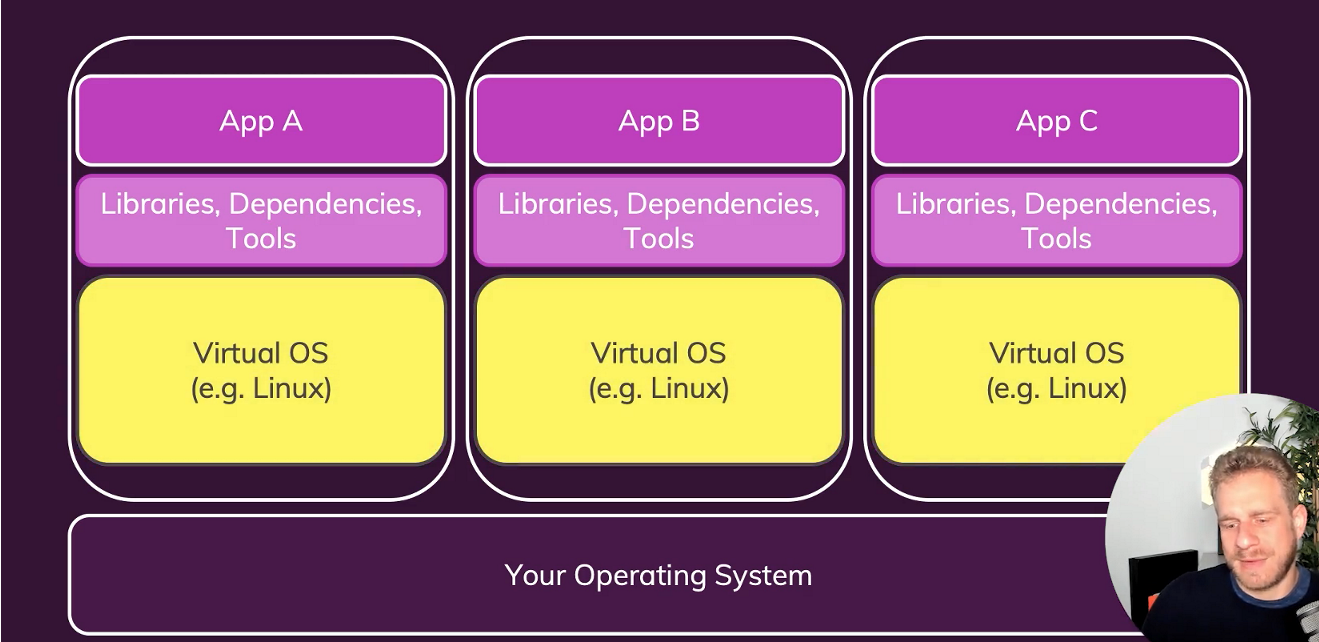 App A
App B
App C
Libraries, Dependencies,
Tools
Libraries, Dependencies,
Tools
Libraries, Dependencies,
Tools
Virtual OS
(e.g. Linux)
Virtual OS
(e.g. Linux)
Virtual OS
(e.g. Linux)
Your Operating System